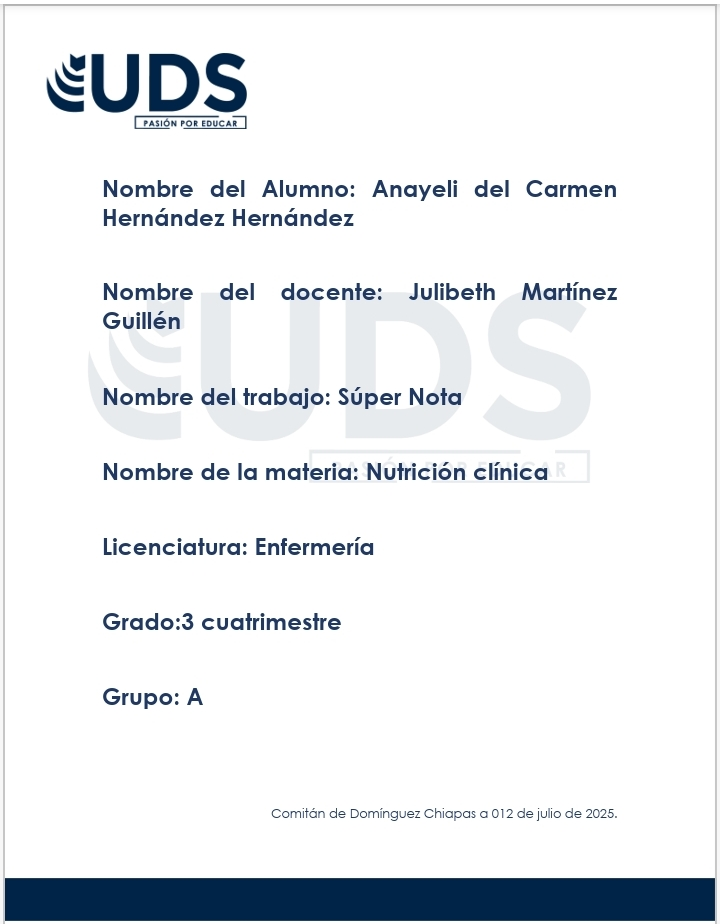 UDS
PASIÓN POR EDUCAR
Nombre del Alumno: Anayeli del Carmen
Hernández Hernández
Nombre del docente: Julibeth Martínez
Guillén
Nombre del trabajo: Súper Nota
Nombre de la materia: Nutrición clínica
Licenciatura: Enfermería
Grado:3 cuatrimestre
Grupo: A
Comitán de Domínguez Chiapas a 012 de julio de 2025.